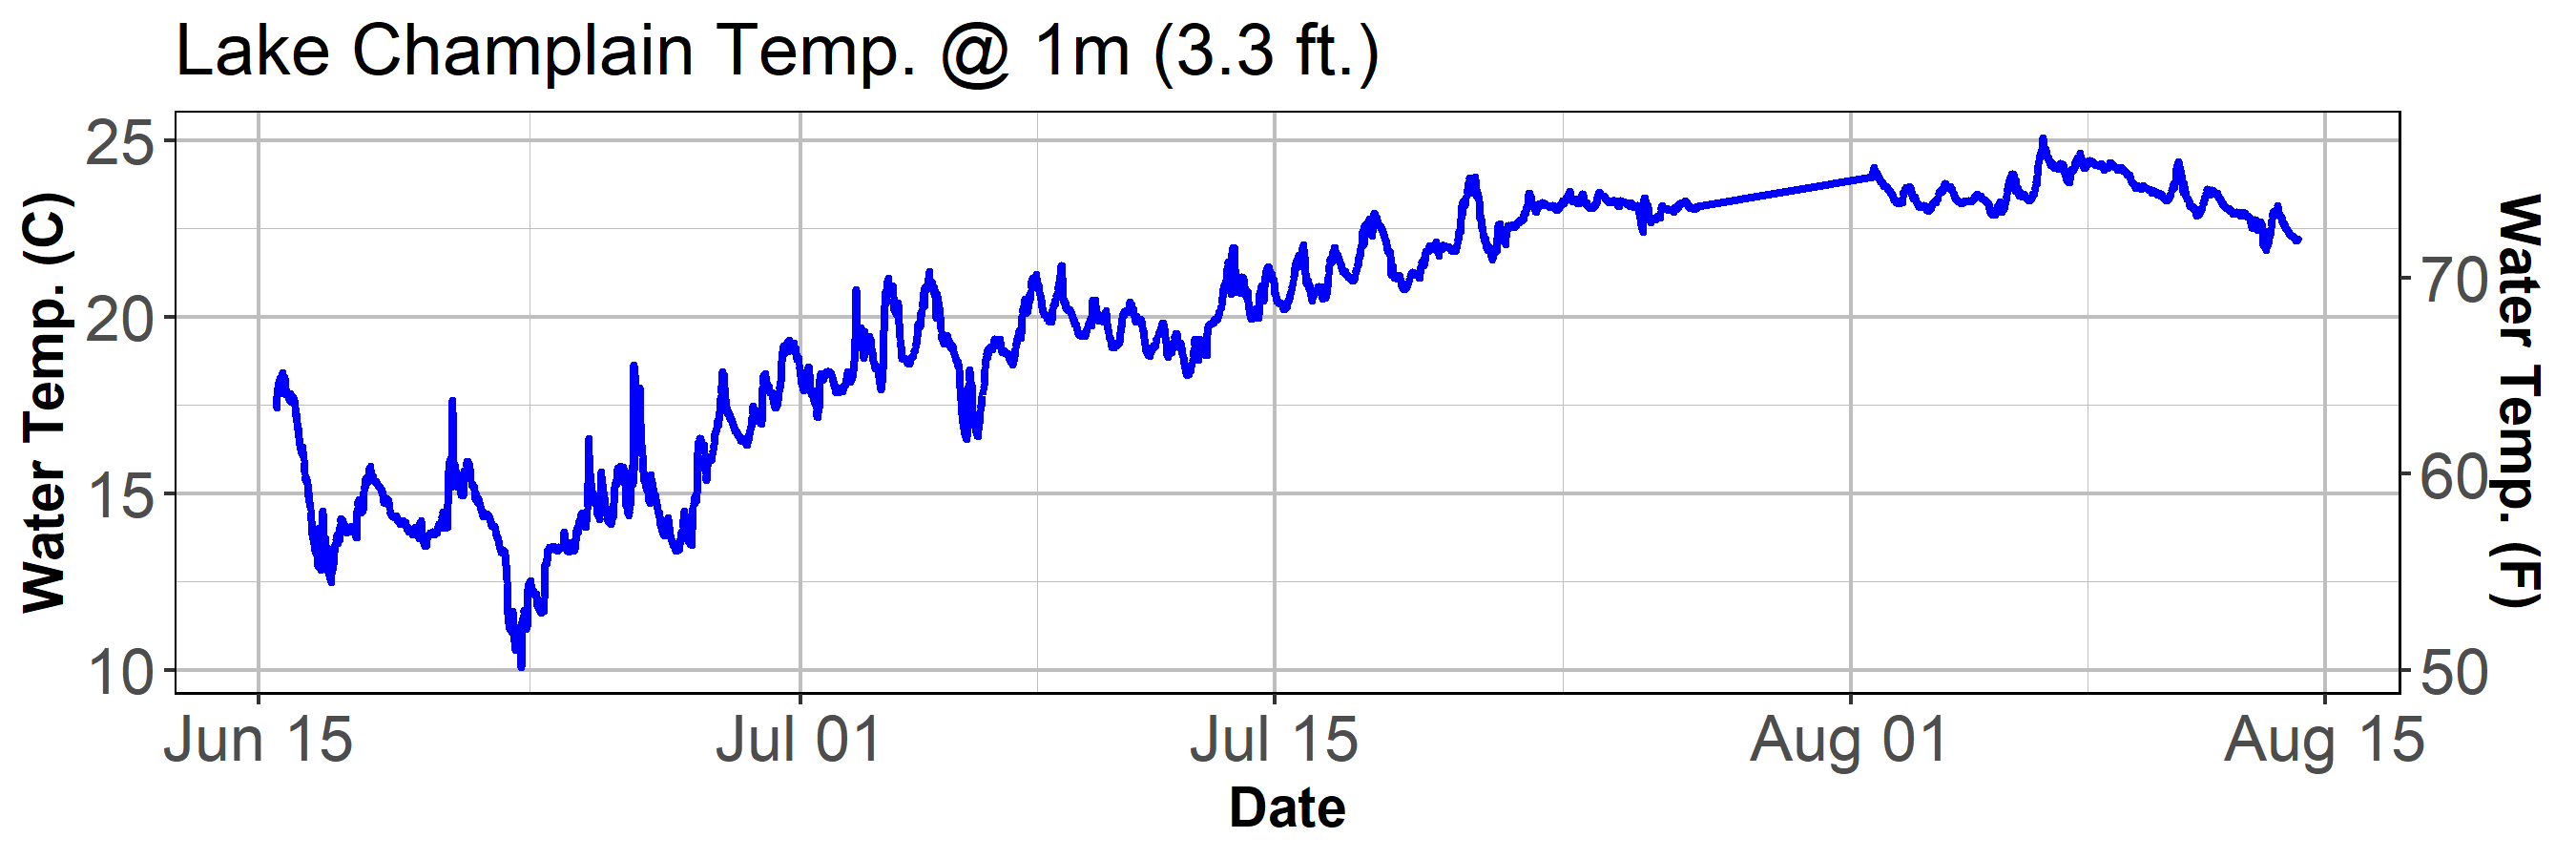 Lake Champlain Temp. @ 1m (3.3 ft.)
Water Temp. (C)
25
20
15
10
70
60
50
Water Temp. (F)
Jun 15 Jul 01 Jul 15 Aug 01 Aug 15
Date